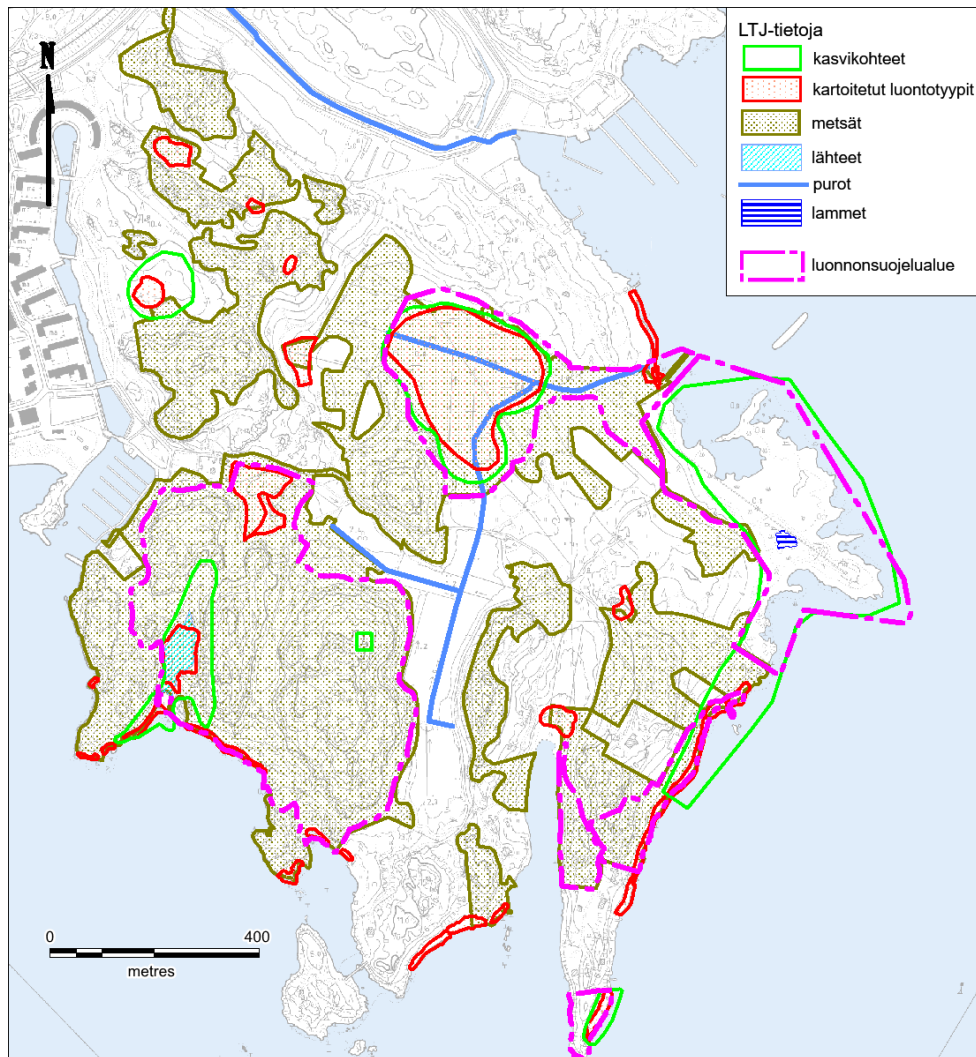 LTJ-tietoja
kasvikohteet
kartoitetut luontotyypit
metsät
lähteet
purot
lammet
luonnonsuojelualue
N
0 400
metres